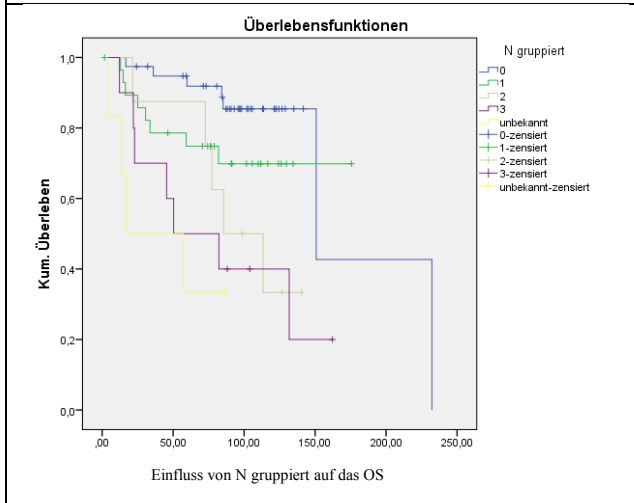 Überlebensfunktionen
N gruppiert
0
1
2
3
unbekannt
0-zensiert
1-zensiert
2-zensiert
3-zensiert
unbekannt-zensiert
Kum. Überleben
1,0
0,8
0,6
0,4
0,2
0,0
,00
50,00
100,00
150,00
200,00
250,00
Einfluss von N gruppiert auf das OS